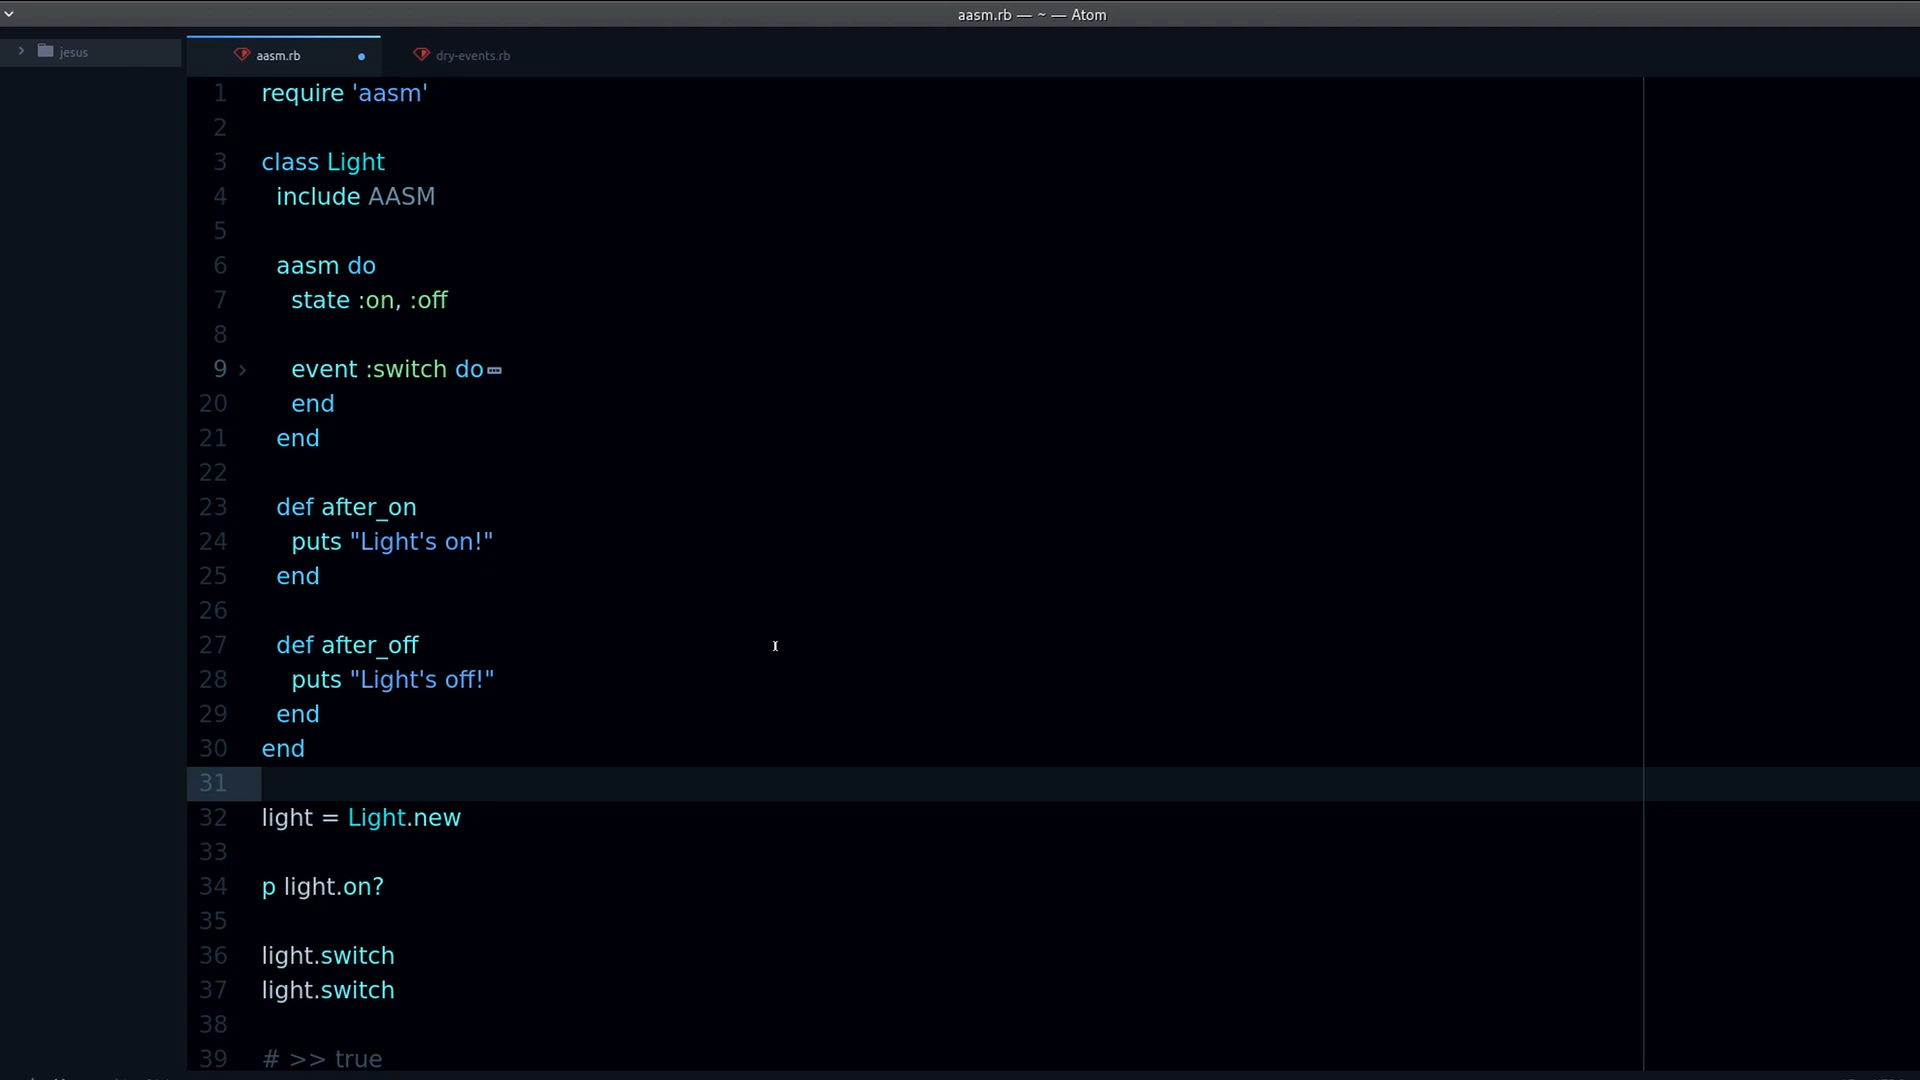 aasm.rb — ~ — Atom
jesus
aasm.rb
dry-events.rb
1 require 'aasm'
2
3 class Light
4 include AASM
5
6 aasm do
7 state :on, :off
8
9 event :switch do
20 end
21 end
22
23 def after_on
24 puts "Light's on!"
25 end
26
27 def after_off
28 puts "Light's off!"
29 end
30 end
31
32 light = Light.new
33
34 p light.on?
35
36 light.switch
37 light.switch
38
39 # >> true